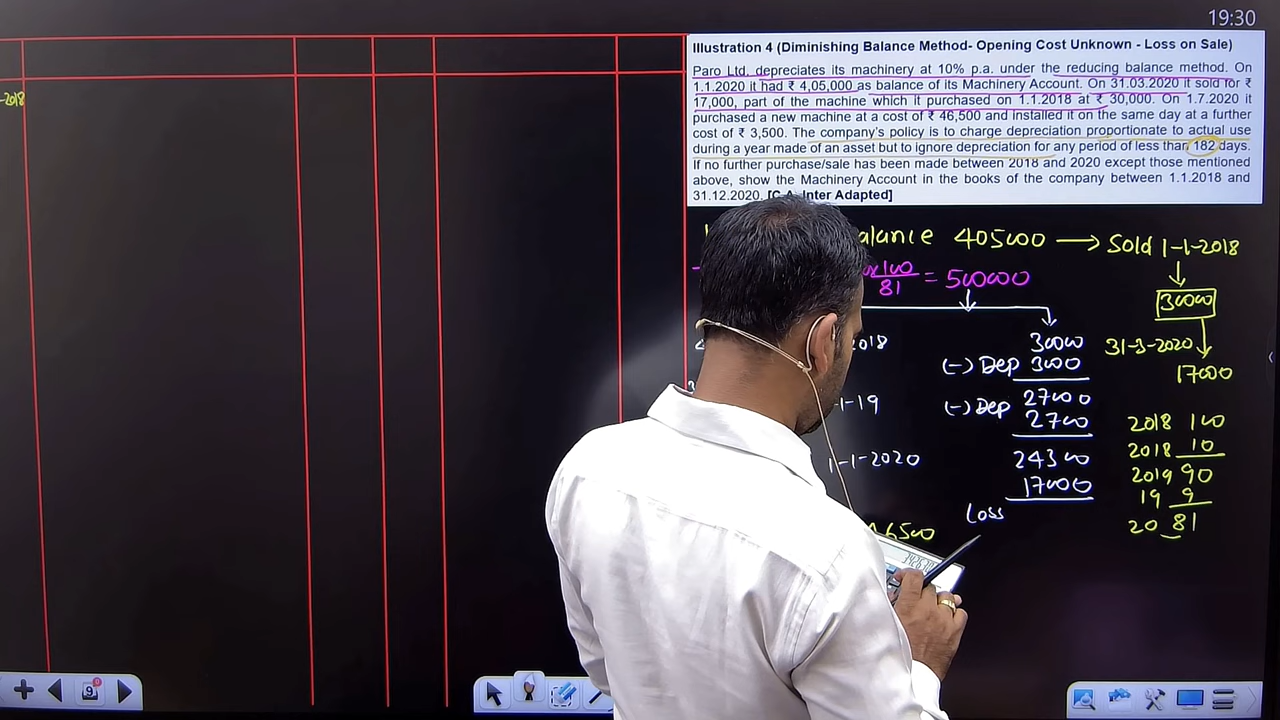 19:30
Illustration 4 (Diminishing Balance Method- Opening Cost Unknown - Loss on Sale)
Paro Ltd. depreciates its machinery at 10% p.a. under the reducing balance method. On
1.1.2020 it had ₹ 4,05,000 as balance of its Machinery Account. On 31.03.2020 it sold for ₹
17,000, part of the machine which it purchased on 1.1.2018 at ₹ 30,000. On 1.7.2020 it
purchased a new machine at a cost of ₹ 46,500 and installed it on the same day at a further
cost of ₹ 3,500. The company's policy is to charge depreciation proportionate to actual use
during a year made of an asset but to ignore depreciation for any period of less than 182 days.
If no further purchase/sale has been made between 2018 and 2020 except those mentioned
above, show the Machinery Account in the books of the company between 1.1.2018 and
31.12.2020. Inter Adapted]
-2018
alance 405000 → Sold 1-1-2018
x100
81 = 500000
30000
018 30000
31-3-2020
(-) Dep 3000
17000
-1-19 27000
(-) Dep 2700
1-1-2020 24300
17000
Loss
6500
2018 100
2018 10
2019 90
19 9
20 81
9